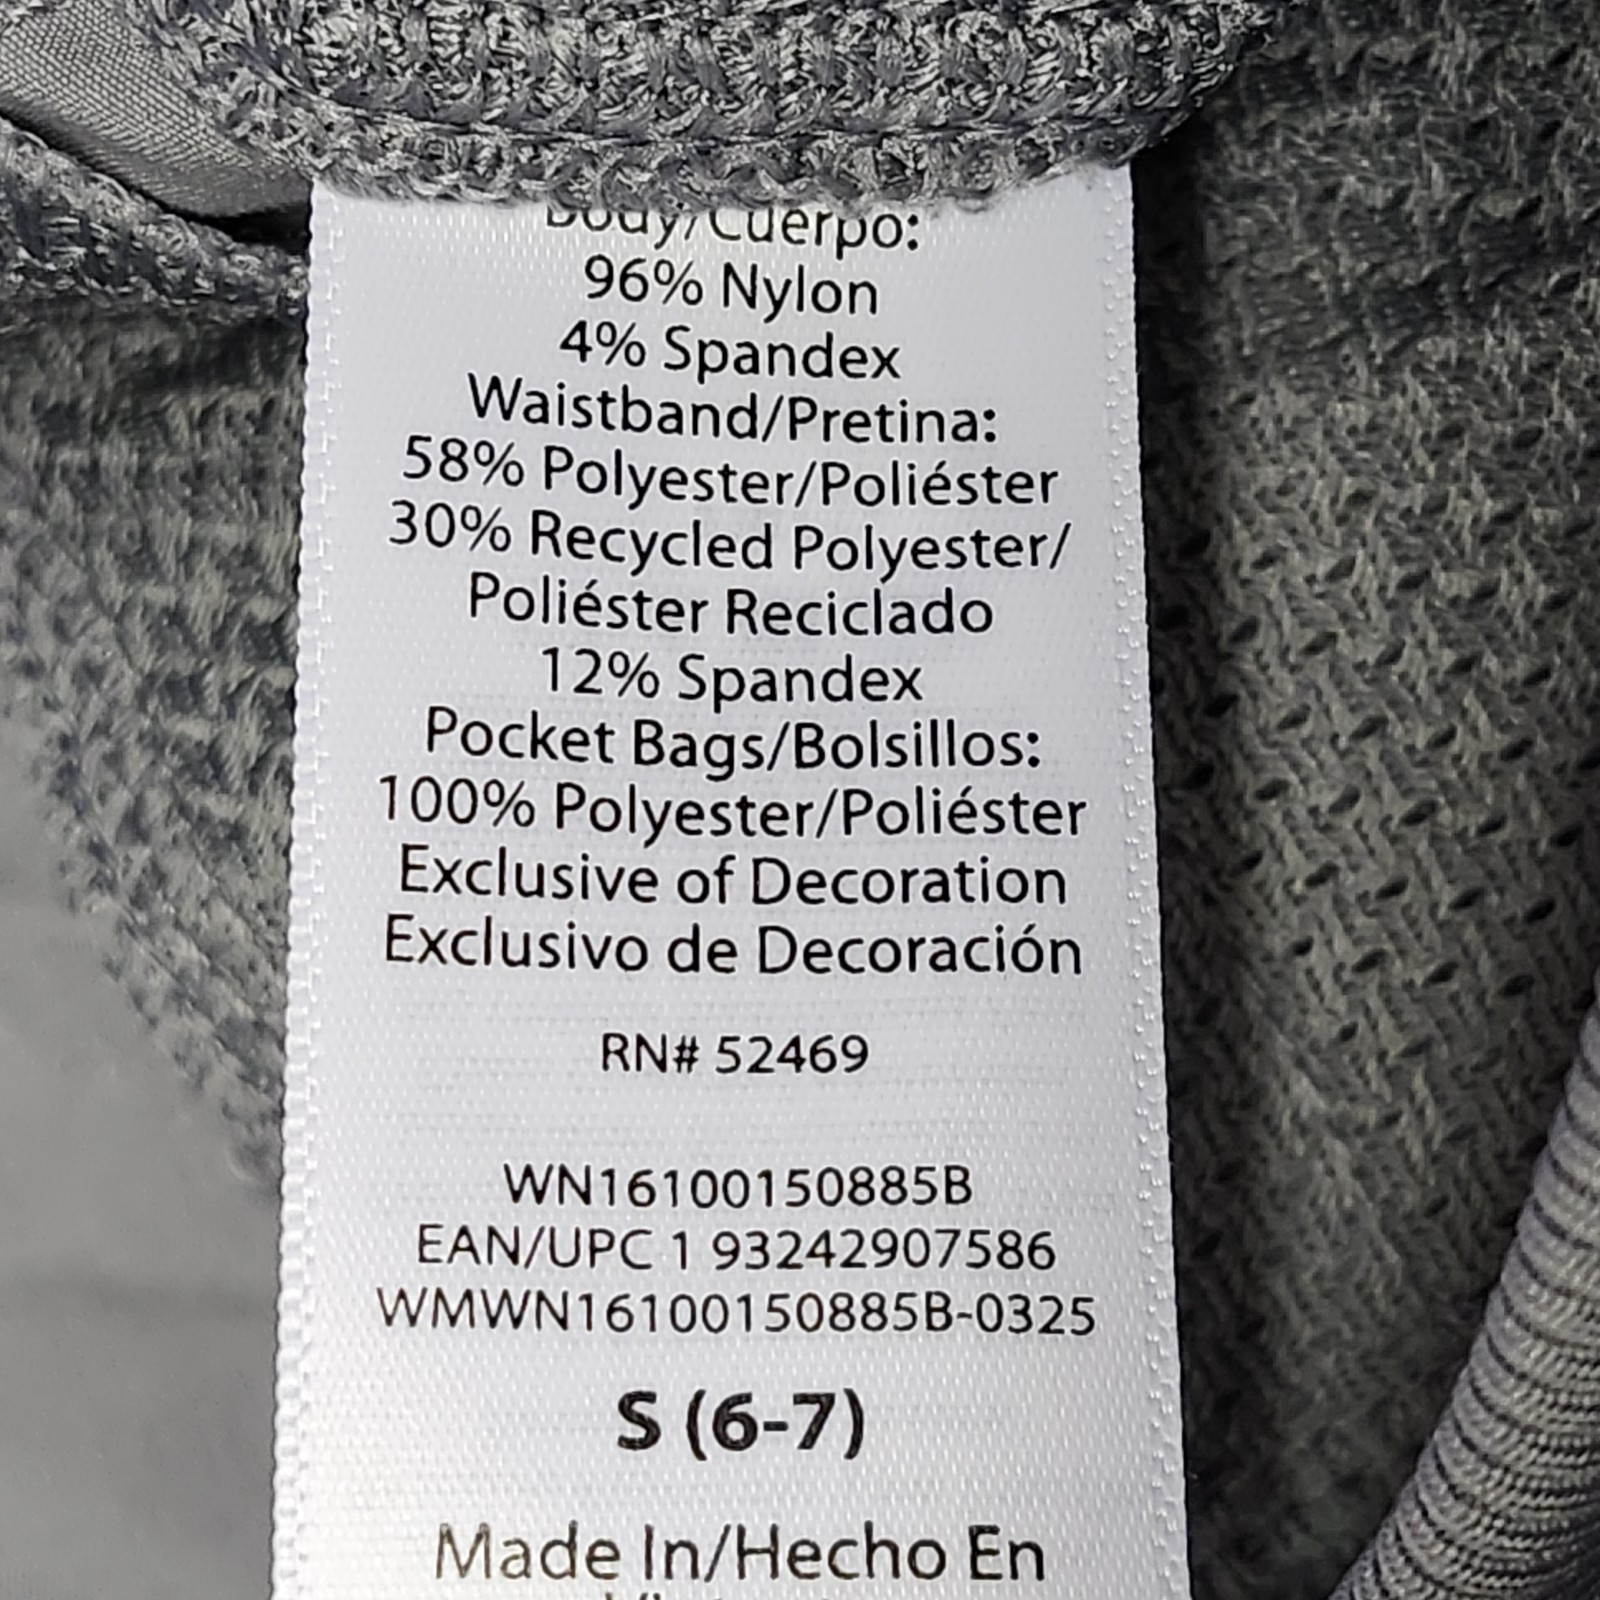 Body/Cuerpo:
96% Nylon
4% Spandex
Waistband/Pretina:
58% Polyester/Poliéster
30% Recycled Polyester/
Poliéster Reciclado
12% Spandex
Pocket Bags/Bolsillos:
100% Polyester/Poliéster
Exclusive of Decoration
Exclusivo de Decoración
RN# 52469
WN16100150885B
EAN/UPC 1 93242907586
WMWN16100150885B-0325
S (6-7)
Made In/Hecho En